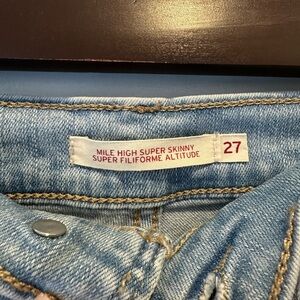 MILE HIGH SUPER SKINNY
SUPER FILIFORME ALTITUDE
27